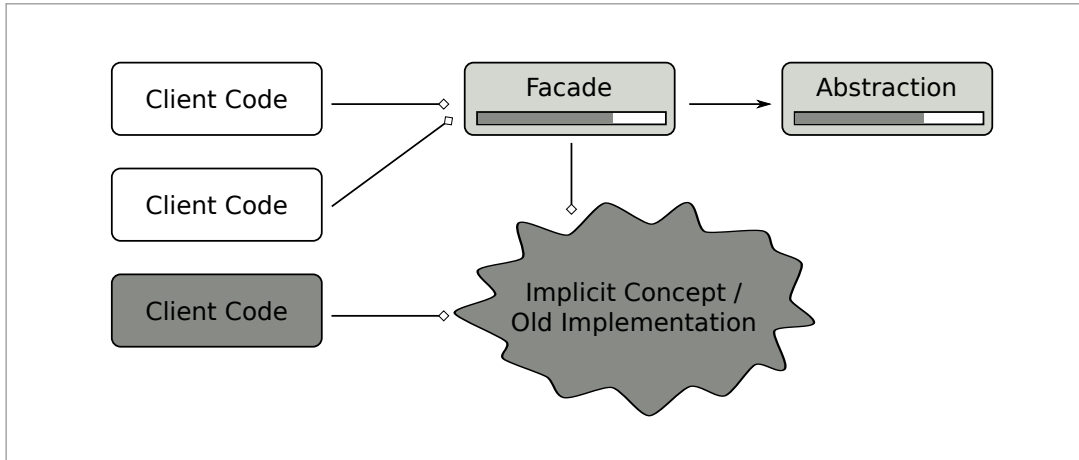 Client Code
Facade
Abstraction
Client Code
Client Code
Implicit Concept /
Old Implementation